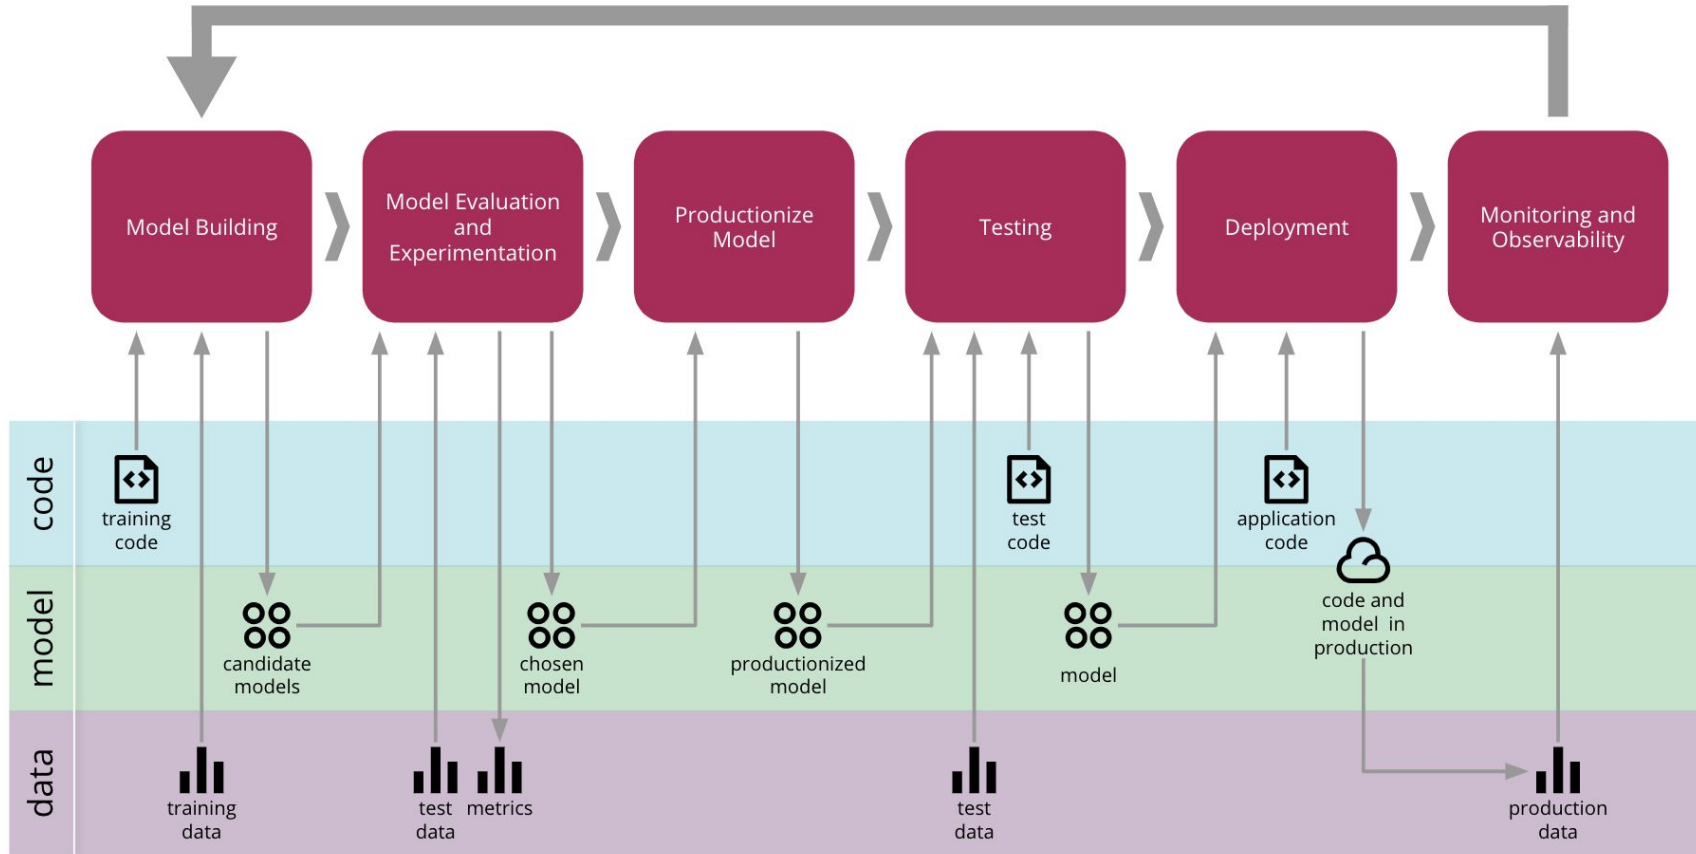 Model Building
Model Evaluation
and
Experimentation
Productionize
Model
Testing
Deployment
Monitoring and
Observability
code
training
code
test
code
application
code
model
candidate
models
chosen
model
productionized
model
model
code and
model in
production
data
training
data
test
data
metrics
test
data
production
data